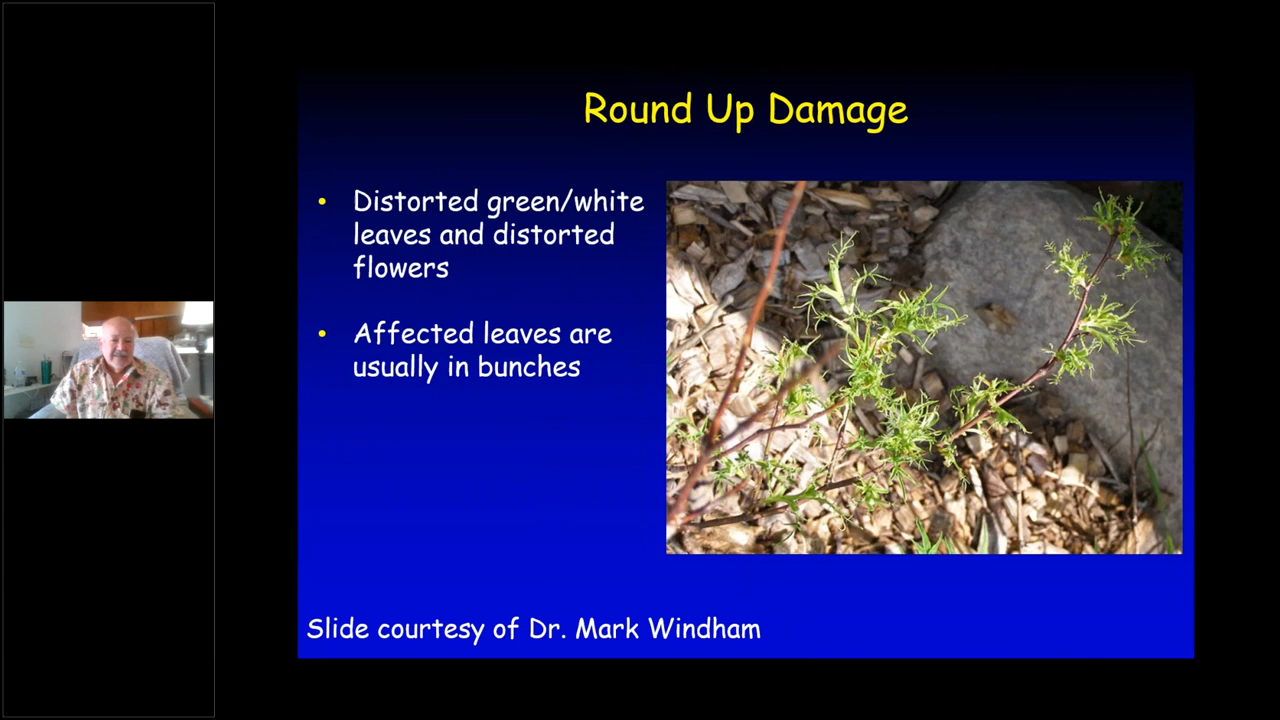 Round Up Damage
• Distorted green/white
leaves and distorted
flowers
• Affected leaves are
usually in bunches
Slide courtesy of Dr. Mark Windham